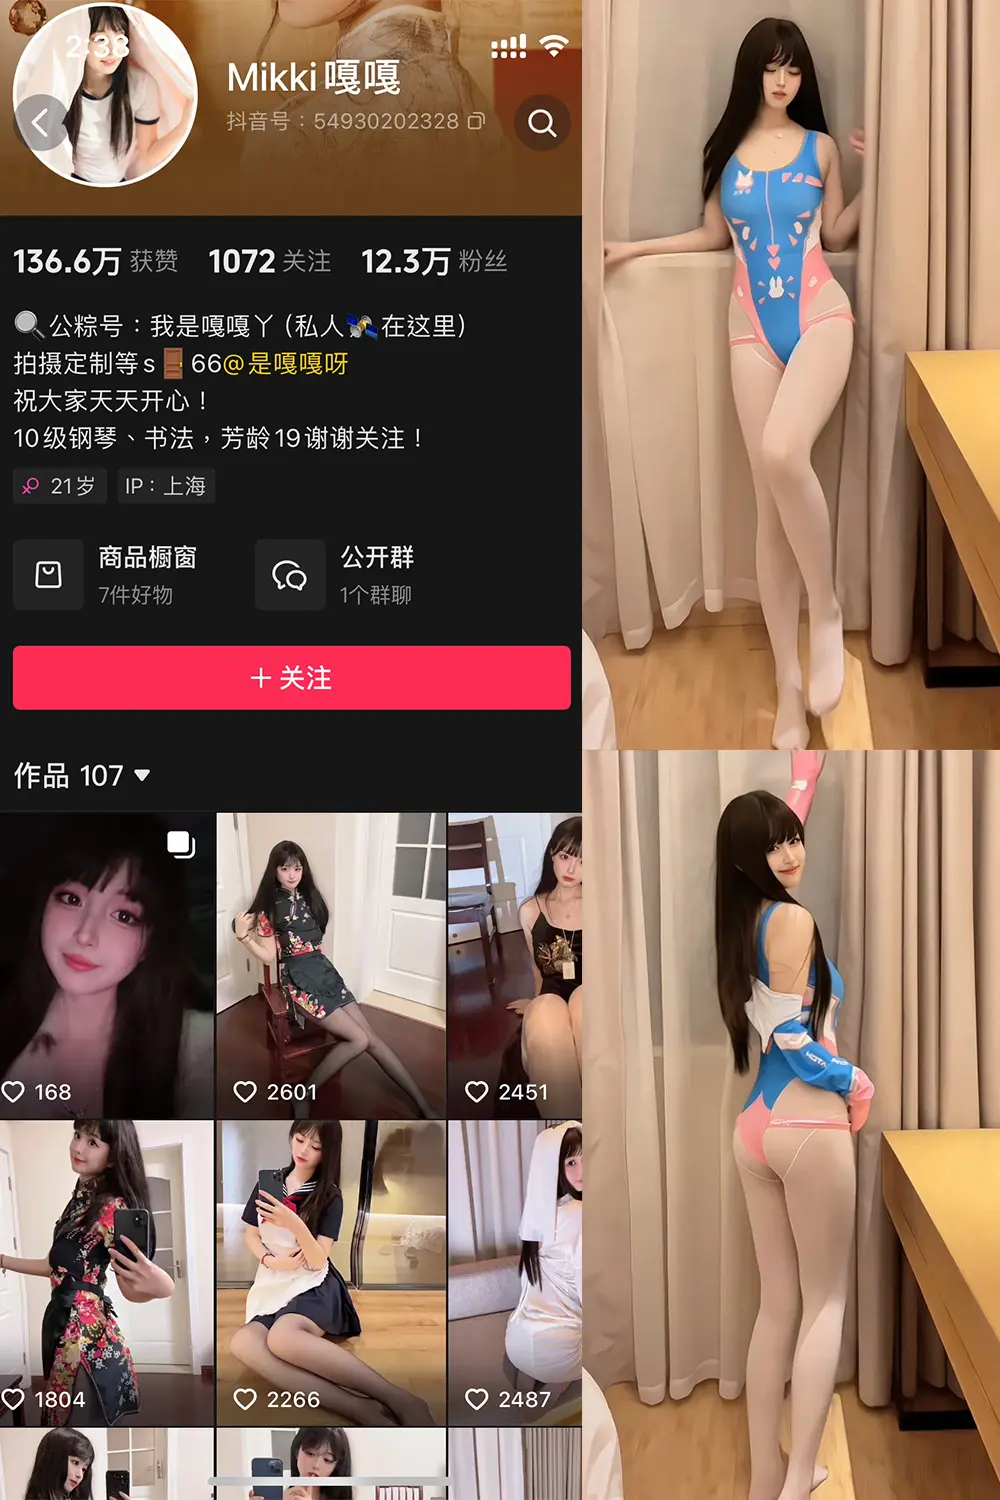 2:38
Mikki嘎嘎
抖音号：54930202328
136.6万 获赞 1072 关注 12.3万 粉丝
公粽号：我是嘎嘎丫 (私人🛰在这里)
拍摄定制等s🚪66@是嘎嘎呀
祝大家天天开心！
10级钢琴、书法，芳龄19谢谢关注！
21岁 IP：上海
商品橱窗 公开群
7件好物 1个群聊
＋关注
作品 107
168 2601 2451
1804 2266 2487